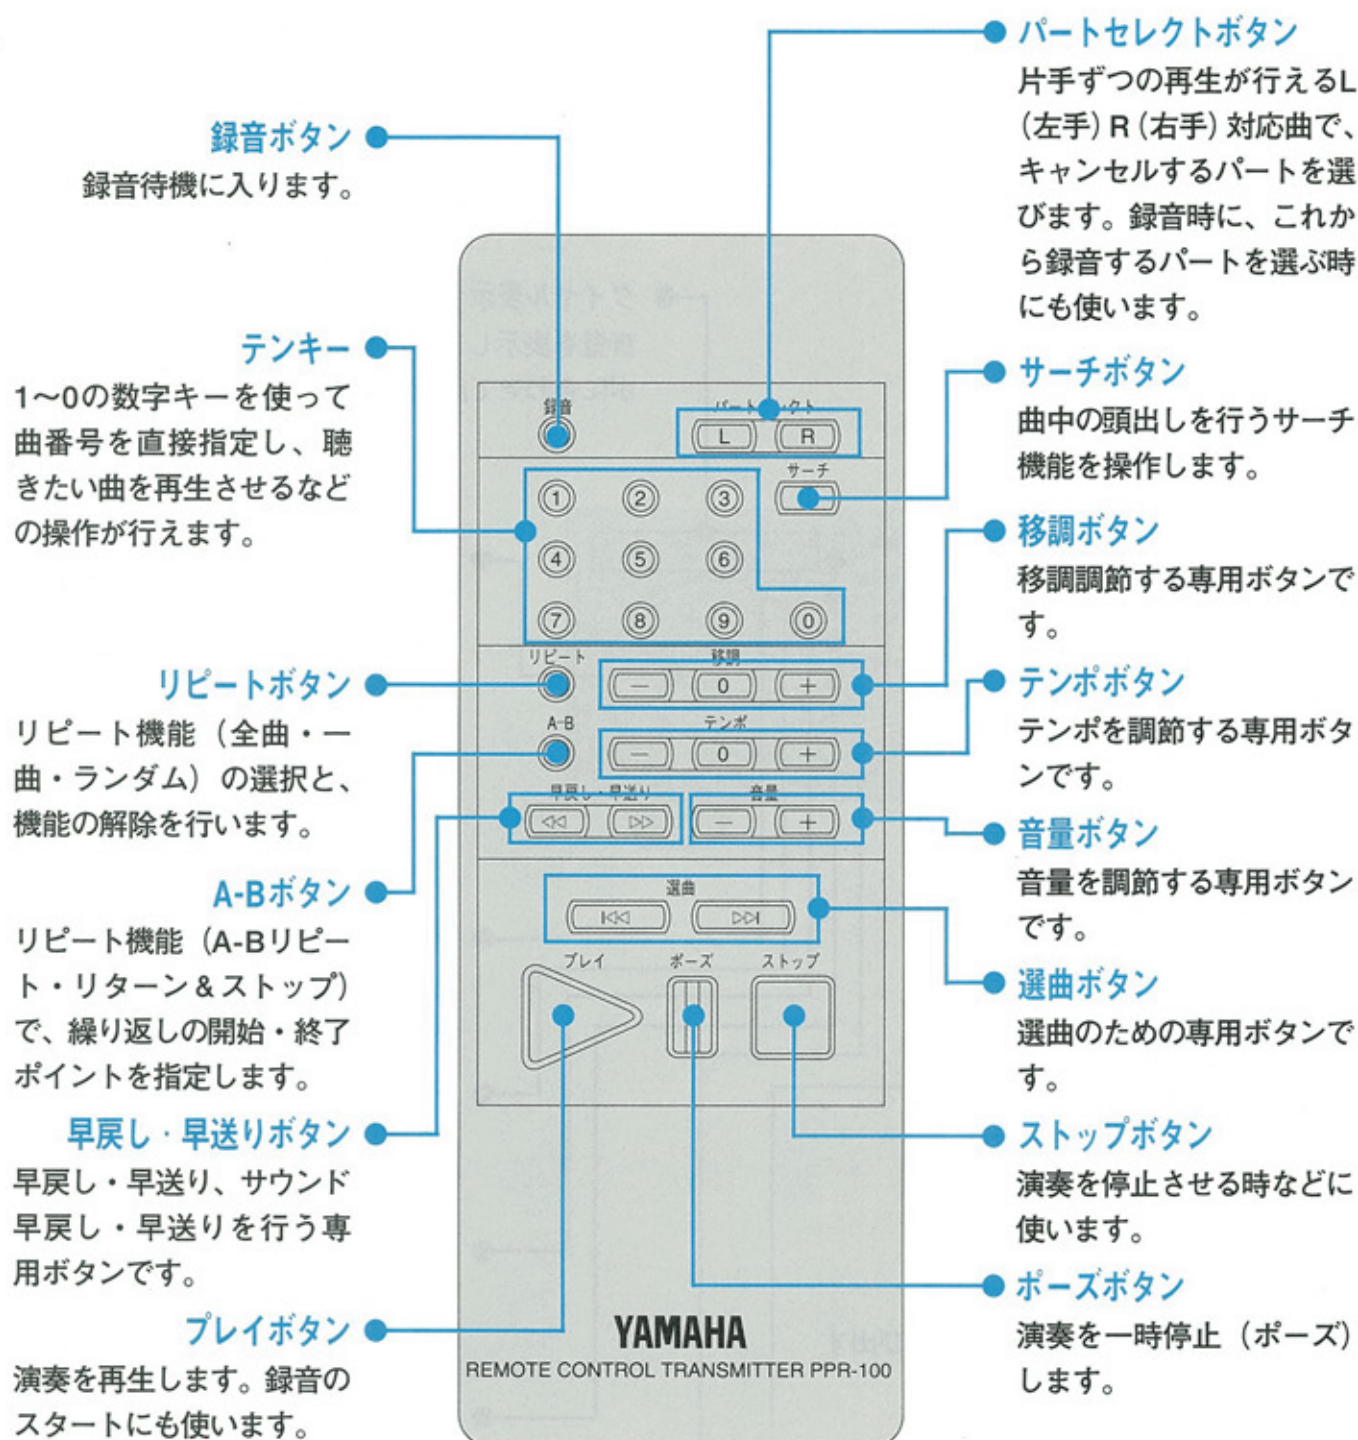 録音ボタン
録音待機に入ります。
テンキー
1〜0の数字キーを使って
曲番号を直接指定し、聴
きたい曲を再生させるなど
の操作が行えます。
リピートボタン
リピート機能（全曲・一
曲・ランダム）の選択と、
機能の解除を行います。
A-Bボタン
リピート機能（A-Bリピー
ト・リターン＆ストップ）
で、繰り返しの開始・終了
ポイントを指定します。
早戻し・早送りボタン
早戻し・早送り、サウンド
早戻し・早送りを行う専
用ボタンです。
プレイボタン
演奏を再生します。録音の
スタートにも使います。
録音
パートセレクト
L R
サーチ
1 2 3
4 5 6
7 8 9 0
リピート 移調
− 0 ＋
A-B テンポ
− 0 ＋
早戻し・早送り 音量
− ＋
選曲
プレイ ポーズ ストップ
YAMAHA
REMOTE CONTROL TRANSMITTER PPR-100
パートセレクトボタン
片手ずつの再生が行えるL
（左手）R（右手）対応曲で、
キャンセルするパートを選
びます。録音時に、これか
ら録音するパートを選ぶ時
にも使います。
サーチボタン
曲中の頭出しを行うサーチ
機能を操作します。
移調ボタン
移調調節する専用ボタンで
す。
テンポボタン
テンポを調節する専用ボタ
ンです。
音量ボタン
音量を調節する専用ボタン
です。
選曲ボタン
選曲のための専用ボタンで
す。
ストップボタン
演奏を停止させる時などに
使います。
ポーズボタン
演奏を一時停止（ポーズ）
します。